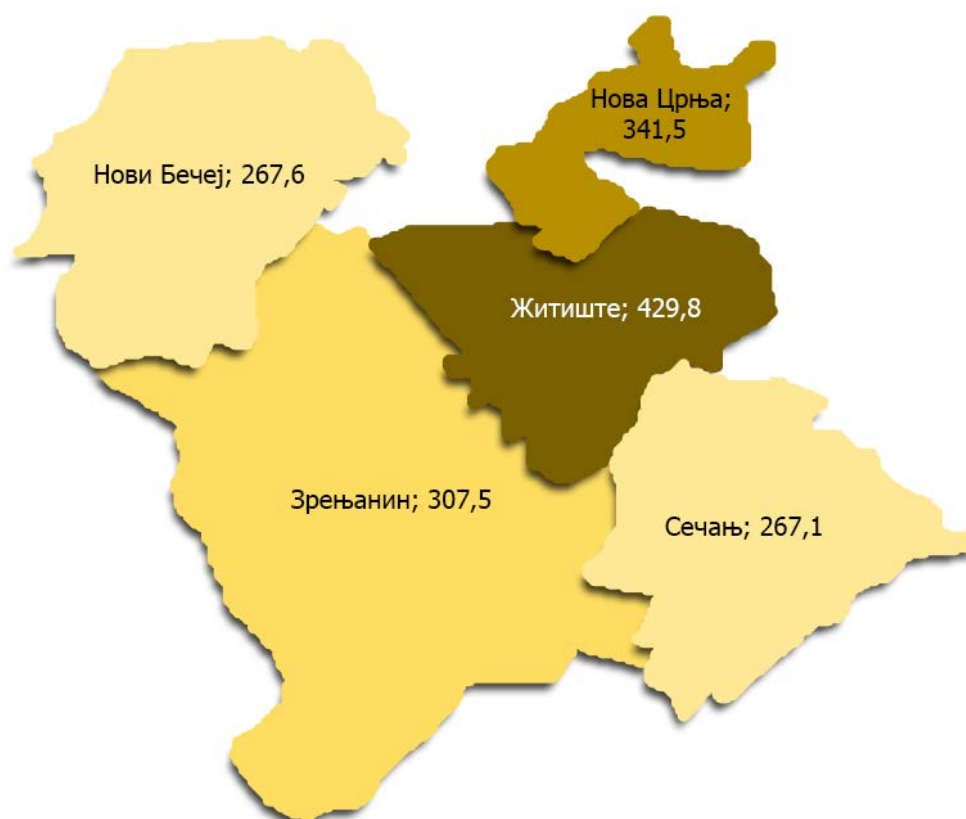 Нова Црња;
341,5
Нови Бечеј; 267,6
Житиште; 429,8
Зрењанин; 307,5
Сечањ; 267,1